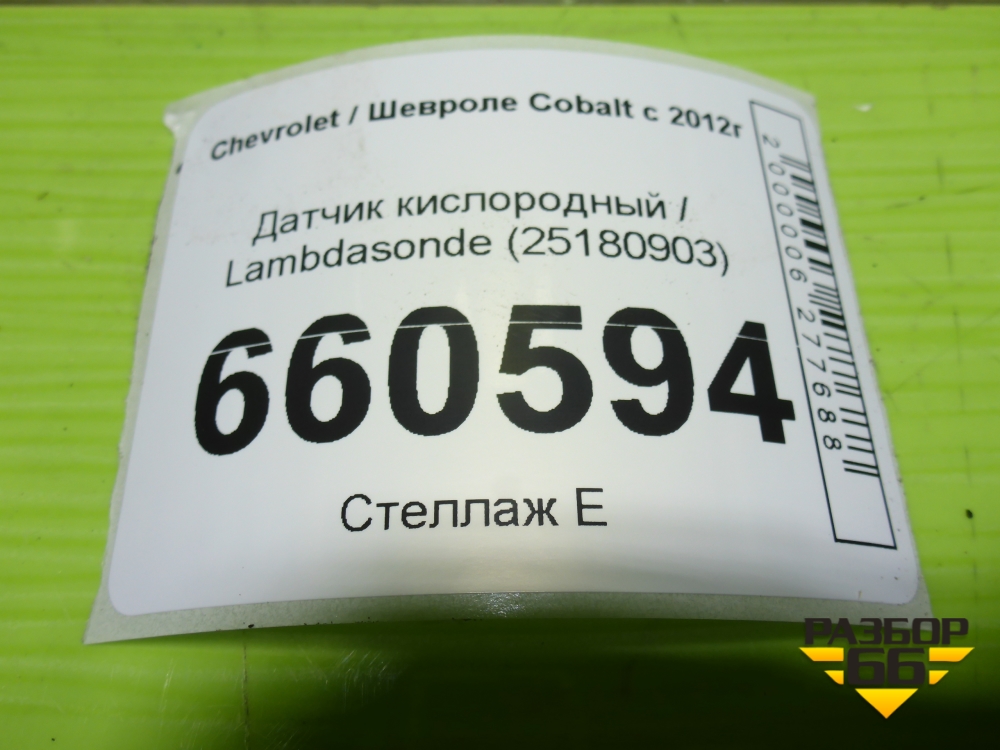 Chevrolet / Шевроле Cobalt с 2012г
Датчик кислородный /
Lambdasonde (25180903)
660594
Стеллаж Е
2000006277688
РАЗБОР
66